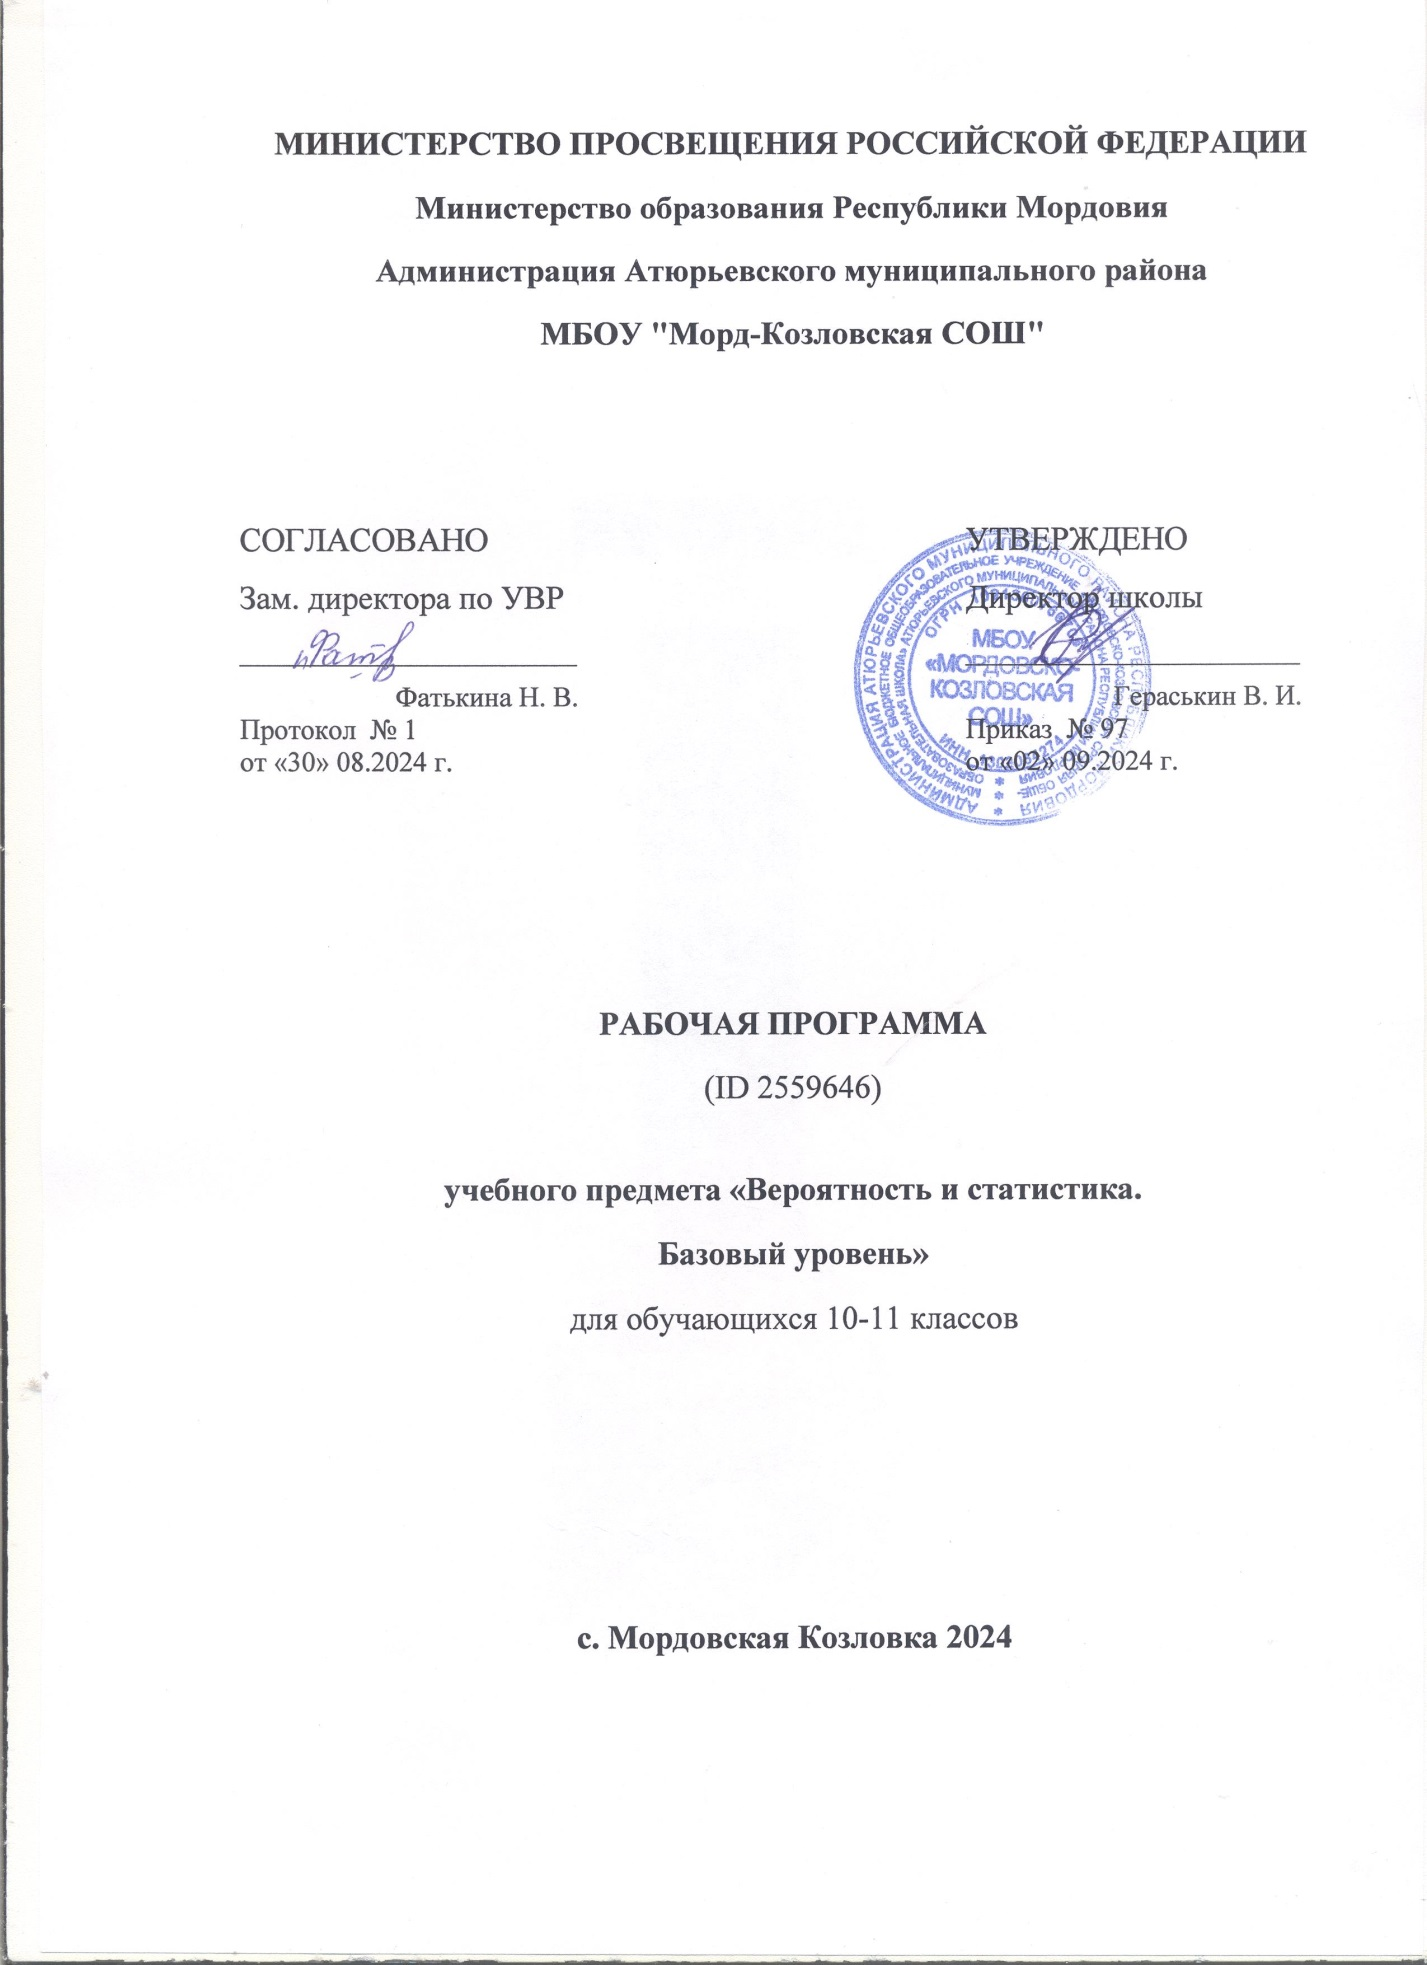 МИНИСТЕРСТВО ПРОСВЕЩЕНИЯ РОССИЙСКОЙ ФЕДЕРАЦИИ
Министерство образования Республики Мордовия
Администрация Атюрьевского муниципального района
МБОУ "Морд-Козловская СОШ"
СОГЛАСОВАНО
Зам. директора по УВР
Фатькина Н. В.
Протокол № 1
от «30» 08.2024 г.
УТВЕРЖДЕНО
Директор школы
Гераськин В. И.
Приказ № 97
от «02» 09.2024 г.
МБОУ
«МОРДОВСКО-
КОЗЛОВСКАЯ
СОШ»
РАБОЧАЯ ПРОГРАММА
(ID 2559646)
учебного предмета «Вероятность и статистика.
Базовый уровень»
для обучающихся 10-11 классов
с. Мордовская Козловка 2024